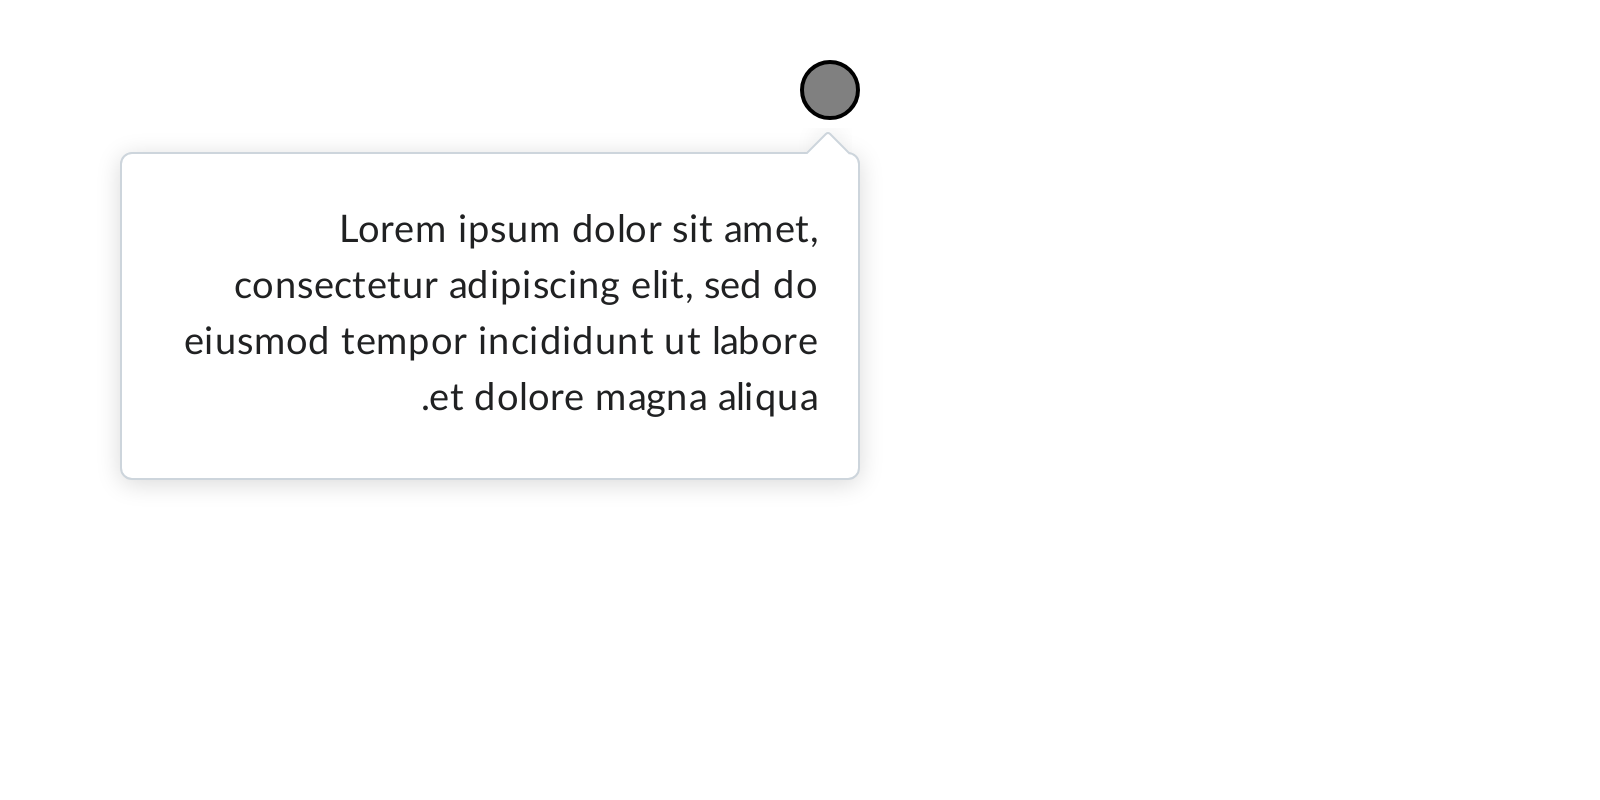 Lorem ipsum dolor sit amet,
consectetur adipiscing elit, sed do
eiusmod tempor incididunt ut labore
.et dolore magna aliqua